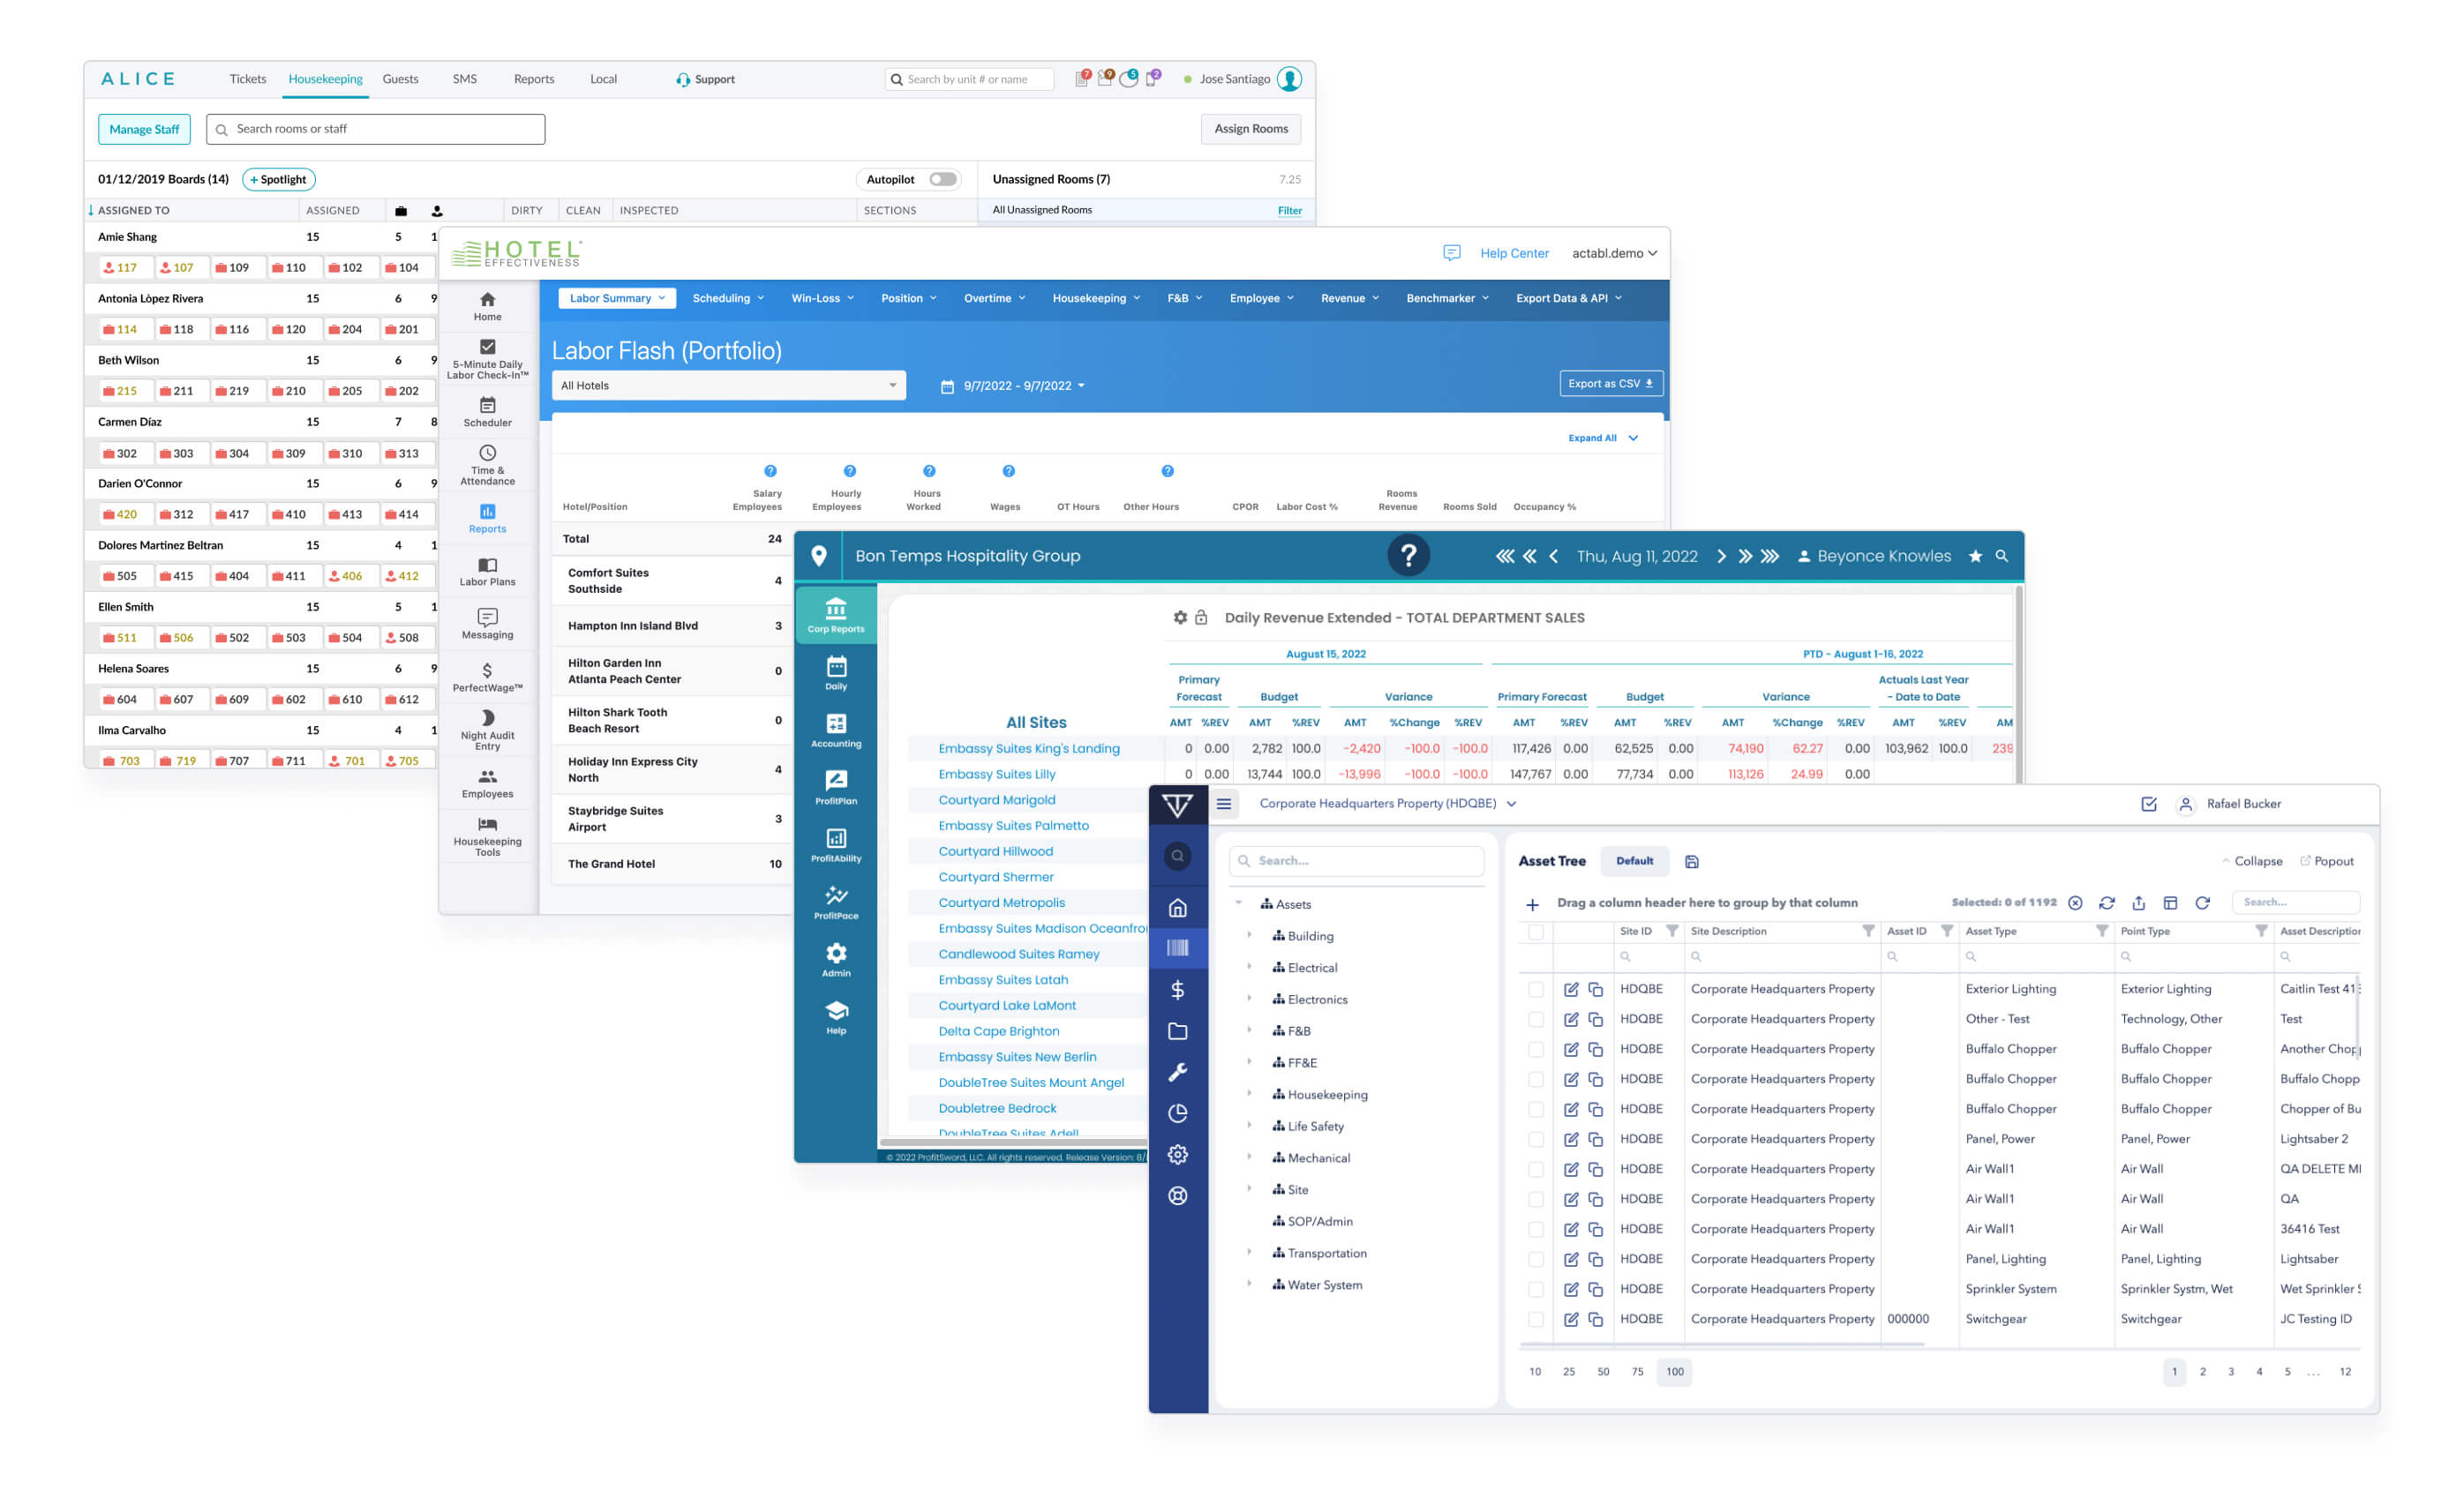 ALICE Tickets Housekeeping Guests SMS Reports Local Support Search by unit # or name 7 9 5 2 Jose Santiago
Manage Staff Search rooms or staff Assign Rooms
01/12/2019 Boards (14) + Spotlight Autopilot Unassigned Rooms (7) 7.25
ASSIGNED TO ASSIGNED DIRTY CLEAN INSPECTED SECTIONS All Unassigned Rooms Filter
Amie Shang 15 5 1
117 107 109 110 102 104
Antonia Lòpez Rivera 15 6 9
114 118 116 120 204 201
Beth Wilson 15 6 9
215 211 219 210 205 202
Carmen Díaz 15 7 8
302 303 304 309 310 313
Darien O'Connor 15 6 9
420 312 417 410 413 414
Dolores Martinez Beltran 15 4 1
505 415 404 411 406 412
Ellen Smith 15 5 1
511 506 502 503 504 508
Helena Soares 15 6 9
604 607 609 602 610 612
Ilma Carvalho 15 4 1
703 719 707 711 701 705
HOTEL
EFFECTIVENESS
Help Center actabl.demo
Home
5-Minute Daily
Labor Check-In™
Scheduler
Time &
Attendance
Reports
Labor Plans
Messaging
PerfectWage™
Night Audit
Entry
Employees
Housekeeping
Tools
Labor Summary Scheduling Win-Loss Position Overtime Housekeeping F&B Employee Revenue Benchmarker Export Data & API
Labor Flash (Portfolio)
All Hotels 9/7/2022 - 9/7/2022 Export as CSV
Expand All
? ? ? ? ?
Salary Hourly Hours Rooms
Hotel/Position Employees Employees Worked Wages OT Hours Other Hours CPOR Labor Cost % Revenue Rooms Sold Occupancy %
Total 24
Comfort Suites
Southside 4
Hampton Inn Island Blvd 3
Hilton Garden Inn
Atlanta Peach Center 0
Hilton Shark Tooth
Beach Resort 0
Holiday Inn Express City
North 4
Staybridge Suites
Airport 3
The Grand Hotel 10
Bon Temps Hospitality Group ? Thu, Aug 11, 2022 Beyonce Knowles
Corp Reports
Daily
Accounting
ProfitPlan
ProfitAbility
ProfitPace
Admin
Help
Daily Revenue Extended - TOTAL DEPARTMENT SALES
August 15, 2022 PTD - August 1-16, 2022
Primary Actuals Last Year
Forecast Budget Variance Primary Forecast Budget Variance - Date to Date
All Sites AMT %REV AMT %REV AMT %Change %REV AMT %REV AMT %REV AMT %Change %REV AMT %REV AM
Embassy Suites King's Landing 0 0.00 2,782 100.0 -2,420 -100.0 -100.0 117,426 0.00 62,525 0.00 74,190 62.27 0.00 103,962 100.0 239
Embassy Suites Lilly 0 0.00 13,744 100.0 -13,996 -100.0 -100.0 147,767 0.00 77,734 0.00 113,126 24.99 0.00
Courtyard Marigold
Embassy Suites Palmetto
Courtyard Hillwood
Courtyard Shermer
Courtyard Metropolis
Embassy Suites Madison Oceanfro
Candlewood Suites Ramey
Embassy Suites Latah
Courtyard Lake LaMont
Delta Cape Brighton
Embassy Suites New Berlin
DoubleTree Suites Mount Angel
Doubletree Bedrock
DoubleTree Suites Adell
© 2022 ProfitSword, LLC. All rights reserved. Release Version: 8/
Corporate Headquarters Property (HDQBE) Rafael Bucker
Search...
Assets
Building
Electrical
Electronics
F&B
FF&E
Housekeeping
Life Safety
Mechanical
Site
SOP/Admin
Transportation
Water System
Asset Tree Default Collapse Popout
Drag a column header here to group by that column Selected: 0 of 1192 Search...
Site ID Site Description Asset ID Asset Type Point Type Asset Description
HDQBE Corporate Headquarters Property Exterior Lighting Exterior Lighting Caitlin Test 41
HDQBE Corporate Headquarters Property Other - Test Technology, Other Test
HDQBE Corporate Headquarters Property Buffalo Chopper Buffalo Chopper Another Chop
HDQBE Corporate Headquarters Property Buffalo Chopper Buffalo Chopper Buffalo Chopp
HDQBE Corporate Headquarters Property Buffalo Chopper Buffalo Chopper Chopper of Bu
HDQBE Corporate Headquarters Property Panel, Power Panel, Power Lightsaber 2
HDQBE Corporate Headquarters Property Air Wall1 Air Wall QA DELETE ME
HDQBE Corporate Headquarters Property Air Wall1 Air Wall QA
HDQBE Corporate Headquarters Property Air Wall1 Air Wall 36416 Test
HDQBE Corporate Headquarters Property Panel, Lighting Panel, Lighting Lightsaber
HDQBE Corporate Headquarters Property Sprinkler System Sprinkler Systm, Wet Wet Sprinkler S
HDQBE Corporate Headquarters Property 000000 Switchgear Switchgear JC Testing ID
10 25 50 75 100 1 2 3 4 5 ... 12